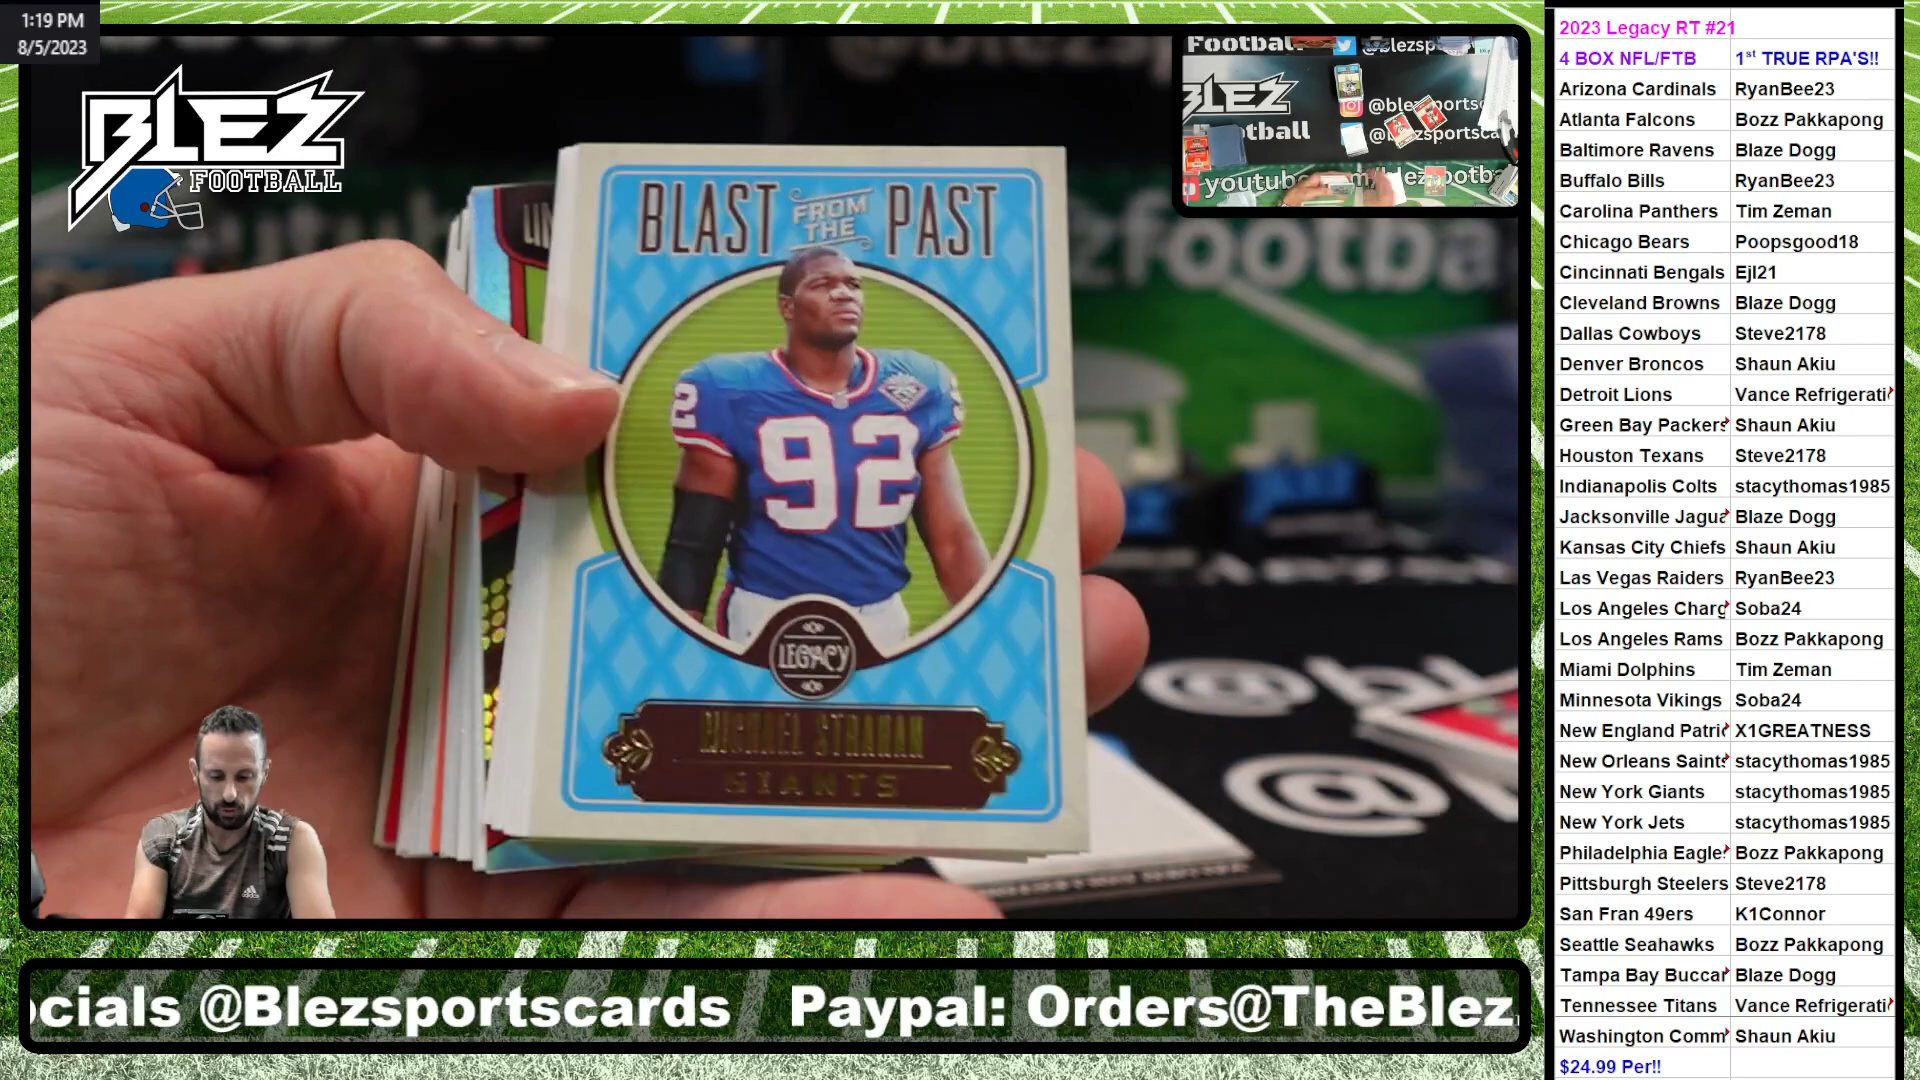 1:19 PM
8/5/2023
BLEZ
FOOTBALL
BLAST FROM THE PAST
92
LEGACY
MICHAEL STRAHAN
GIANTS
adidas
Football
@blezsp
BLEZ
@blezsportsc
@blezsportsca
ocials @Blezsportscards Paypal: Orders@TheBlez
2023 Legacy RT #21
4 BOX NFL/FTB 1st TRUE RPA'S!!
Arizona Cardinals RyanBee23
Atlanta Falcons Bozz Pakkapong
Baltimore Ravens Blaze Dogg
Buffalo Bills RyanBee23
Carolina Panthers Tim Zeman
Chicago Bears Poopsgood18
Cincinnati Bengals Ejl21
Cleveland Browns Blaze Dogg
Dallas Cowboys Steve2178
Denver Broncos Shaun Akiu
Detroit Lions Vance Refrigerati
Green Bay Packers Shaun Akiu
Houston Texans Steve2178
Indianapolis Colts stacythomas1985
Jacksonville Jagua Blaze Dogg
Kansas City Chiefs Shaun Akiu
Las Vegas Raiders RyanBee23
Los Angeles Charg Soba24
Los Angeles Rams Bozz Pakkapong
Miami Dolphins Tim Zeman
Minnesota Vikings Soba24
New England Patri X1GREATNESS
New Orleans Saints stacythomas1985
New York Giants stacythomas1985
New York Jets stacythomas1985
Philadelphia Eagle Bozz Pakkapong
Pittsburgh Steelers Steve2178
San Fran 49ers K1Connor
Seattle Seahawks Bozz Pakkapong
Tampa Bay Buccar Blaze Dogg
Tennessee Titans Vance Refrigerati
Washington Comm Shaun Akiu
$24.99 Per!!